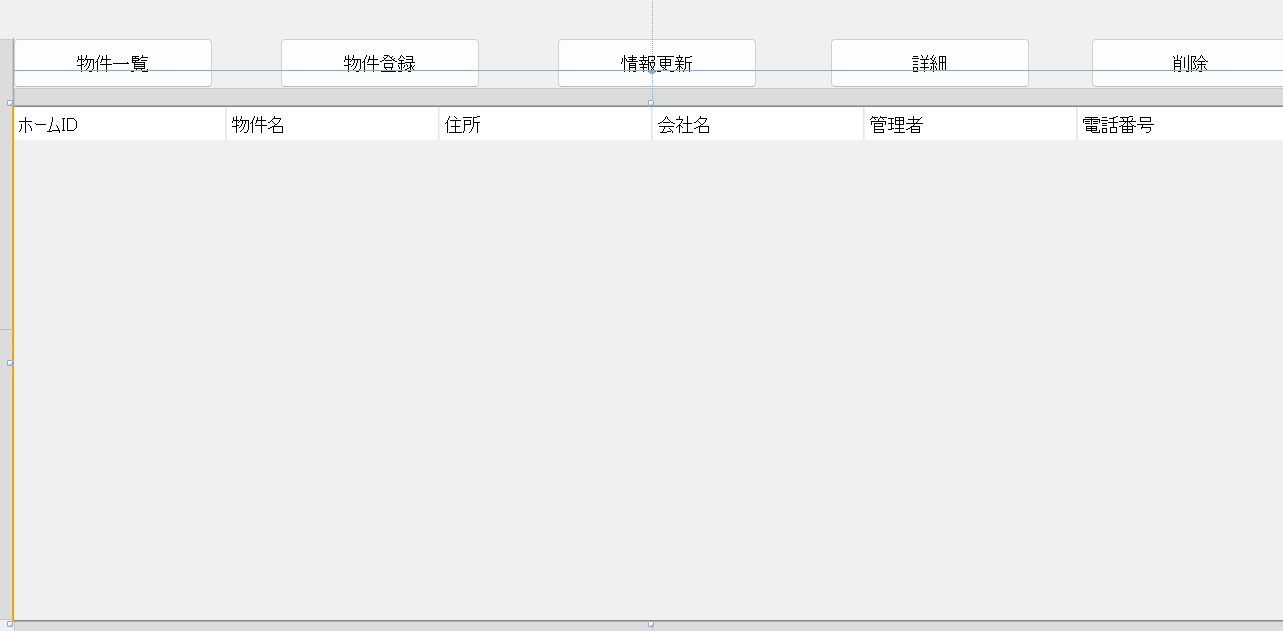 物件一覧
物件登録
情報更新
詳細
削除
ホームID
物件名
住所
会社名
管理者
電話番号